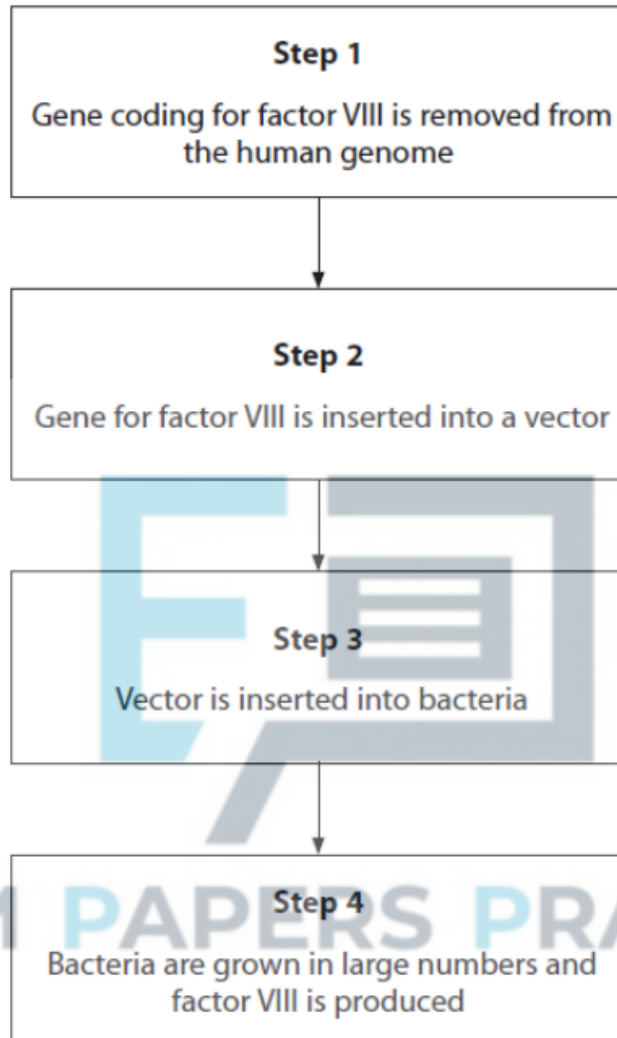 Step 1
Gene coding for factor VIII is removed from
the human genome
Step 2
Gene for factor VIII is inserted into a vector
Step 3
Vector is inserted into bacteria
M PAPERS PRA
Step 4
Bacteria are grown in large numbers and
factor VIII is produced